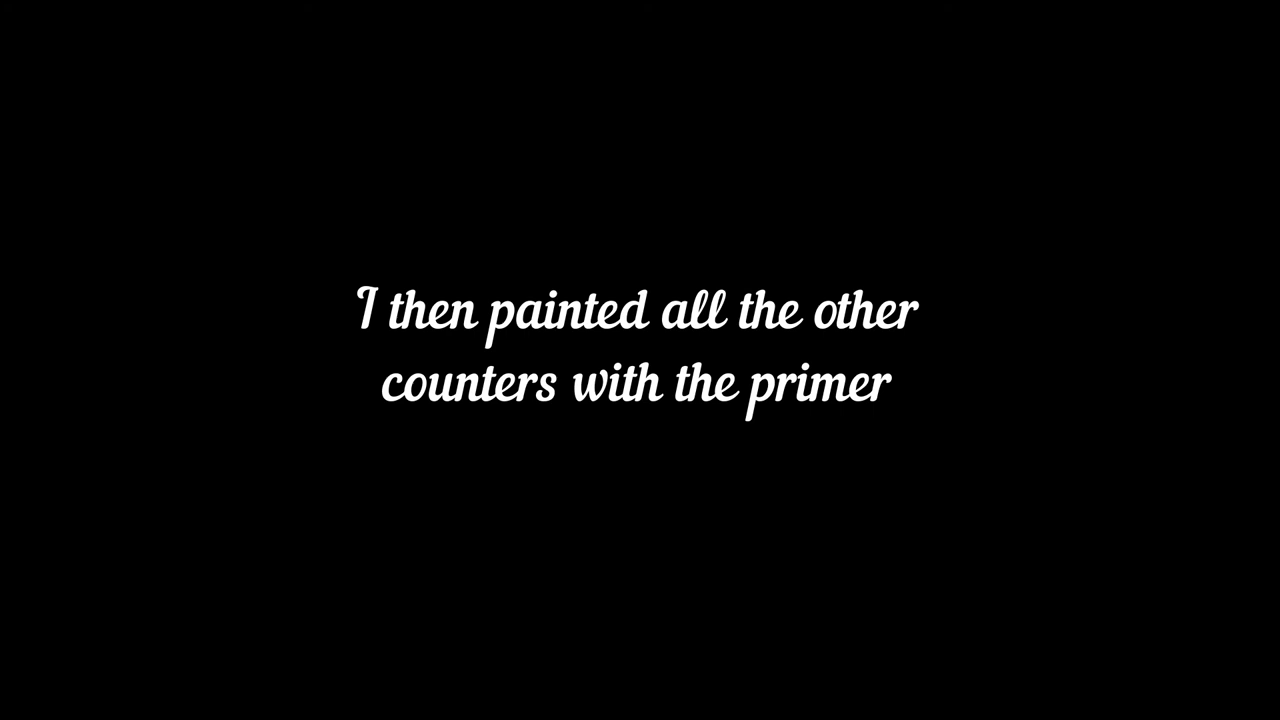 I then painted all the other
counters with the primer